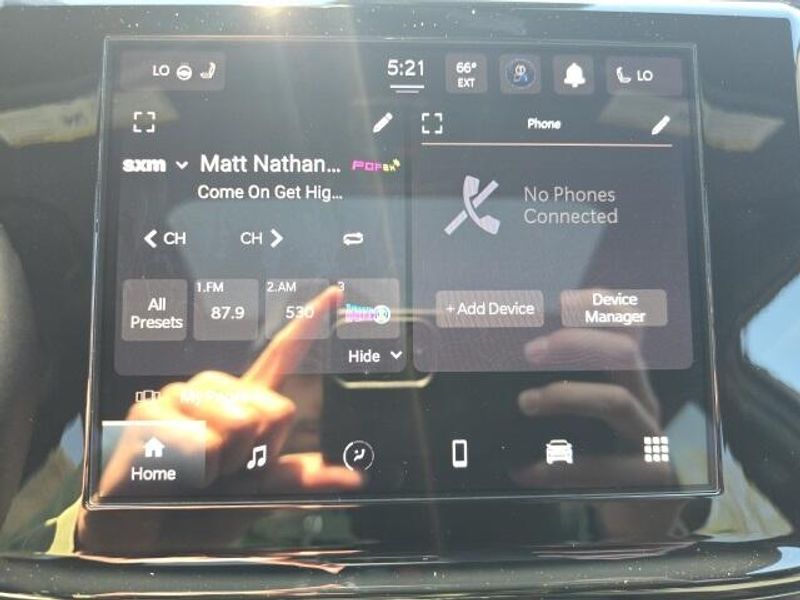 LO
5:21
66°
EXT
LO
Phone
sxm Matt Nathan...
Come On Get Hig...
No Phones
Connected
CH
CH
All
Presets
1.FM
87.9
2.AM
530
3
+ Add Device
Device
Manager
Hide
Home